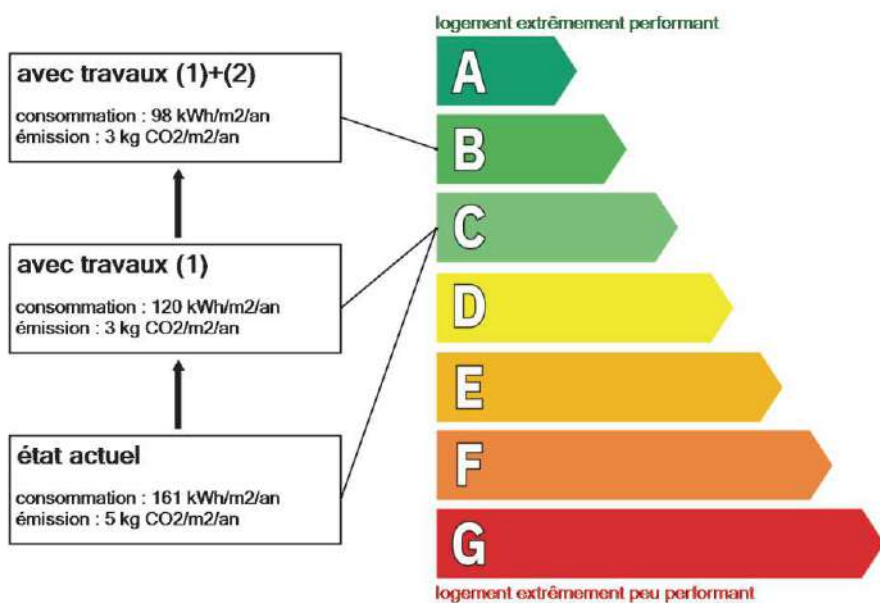 logement extrêmement performant
avec travaux (1)+(2)
consommation : 98 kWh/m2/an
émission : 3 kg CO2/m2/an
avec travaux (1)
consommation : 120 kWh/m2/an
émission : 3 kg CO2/m2/an
état actuel
consommation : 161 kWh/m2/an
émission : 5 kg CO2/m2/an
A
B
C
D
E
F
G
logement extrêmement peu performant